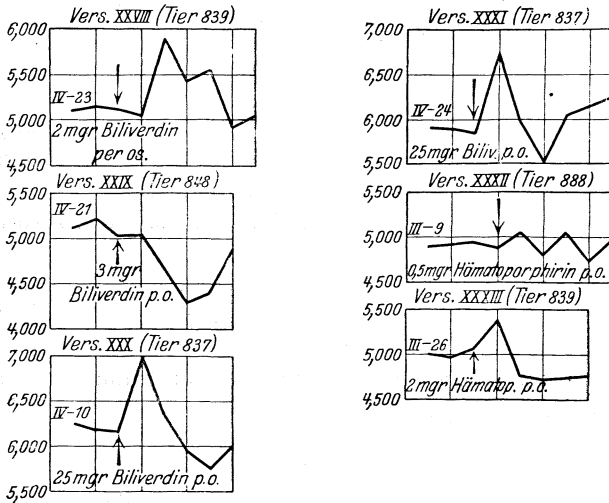 Vers. XXVIII (Tier 839)
6,000
5,500
5,000
4,500
IV-23
2 mgr Biliverdin
per os.
Vers. XXIX (Tier 848)
5,500
5,000
4,500
4,000
IV-21
3 mgr
Biliverdin p.o.
Vers. XXX (Tier 837)
7,000
6,500
6,000
5,500
IV-10
25 mgr Biliverdin p.o.
Vers. XXXI (Tier 837)
7,000
6,500
6,000
5,500
IV-24
25 mgr Biliv. p.o.
Vers. XXXII (Tier 888)
5,500
5,000
4,500
III-9
0,5 mgr Hämatoporphirin p.o.
Vers. XXXIII (Tier 839)
5,500
5,000
4,500
III-26
2 mgr Hämatop. p.o.